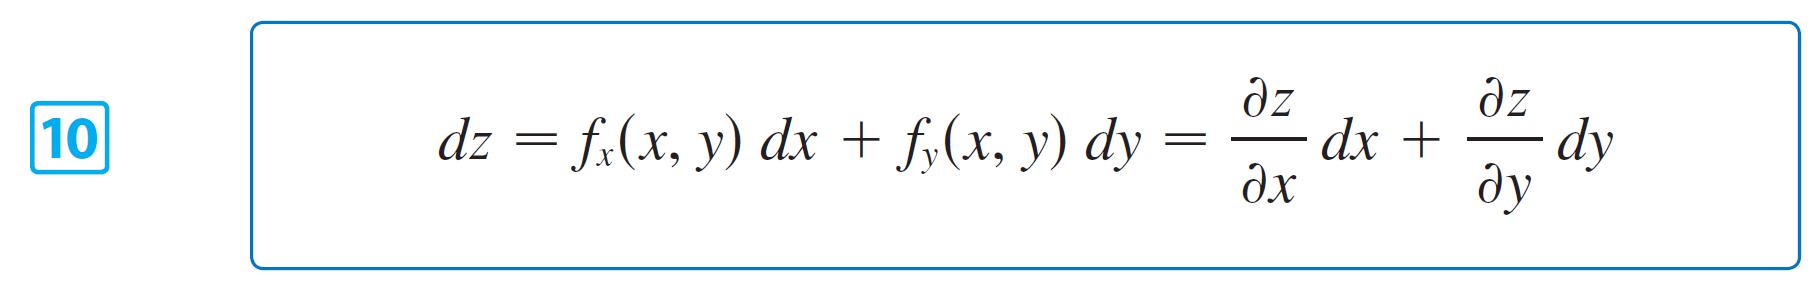 10
dz = f_x(x, y) dx + f_y(x, y) dy = ∂z/∂x dx + ∂z/∂y dy